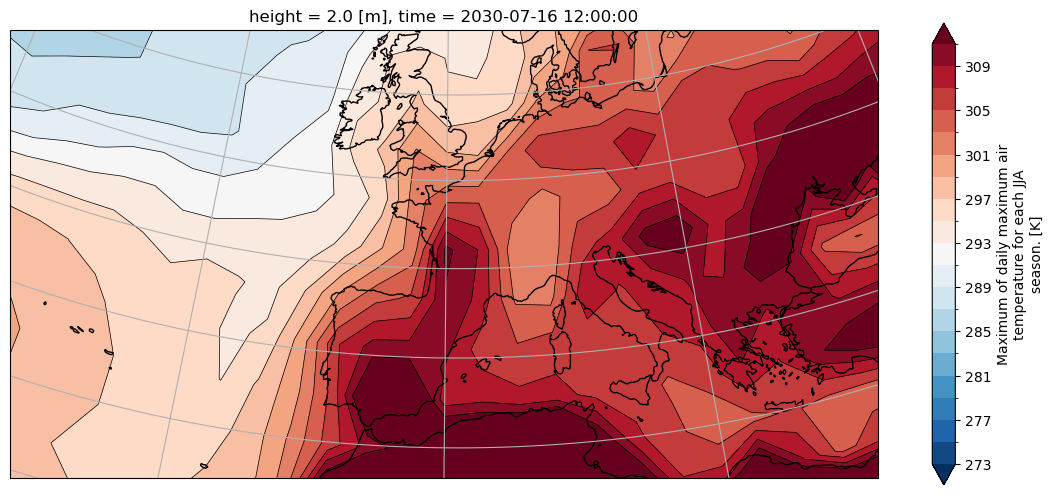 height = 2.0 [m], time = 2030-07-16 12:00:00
309
305
301
297
293
289
285
281
277
273
Maximum of daily maximum air
temperature for each JJA
season. [K]